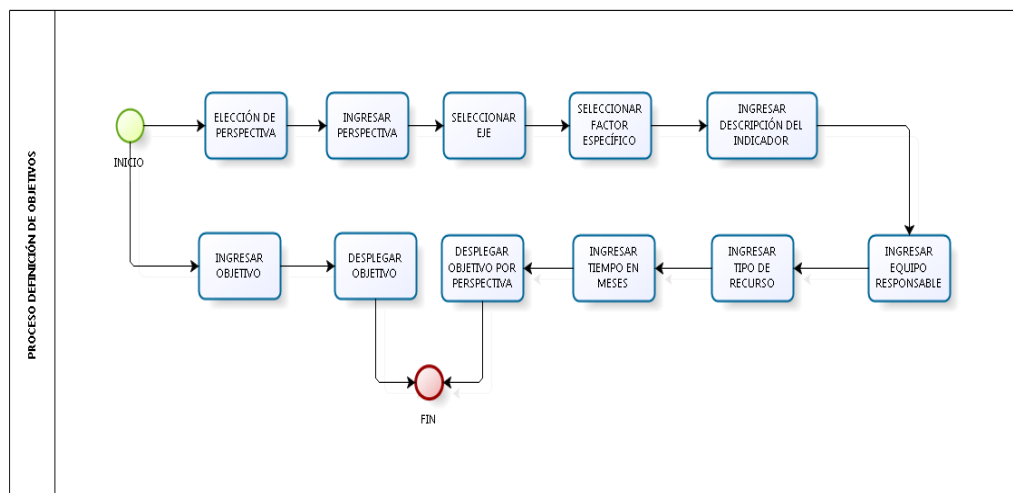 PROCESO DEFINICIÓN DE OBJETIVOS
INICIO
ELECCIÓN DE
PERSPECTIVA
INGRESAR
PERSPECTIVA
SELECCIONAR
EJE
SELECCIONAR
FACTOR
ESPECÍFICO
INGRESAR
DESCRIPCIÓN DEL
INDICADOR
INGRESAR
OBJETIVO
DESPLEGAR
OBJETIVO
DESPLEGAR
OBJETIVO POR
PERSPECTIVA
INGRESAR
TIEMPO EN
MESES
INGRESAR
TIPO DE
RECURSO
INGRESAR
EQUIPO
RESPONSABLE
FIN